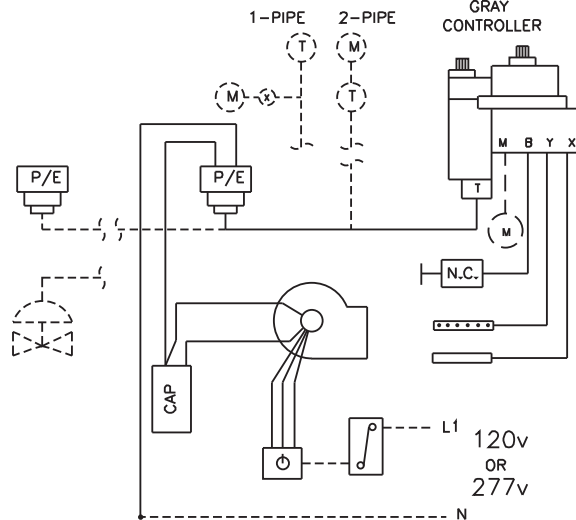 GRAY
CONTROLLER
1-PIPE
2-PIPE
T
M
M
X
T
M B Y X
P/E
P/E
T
M
N.C.
CAP
L1
120v
OR
277v
N